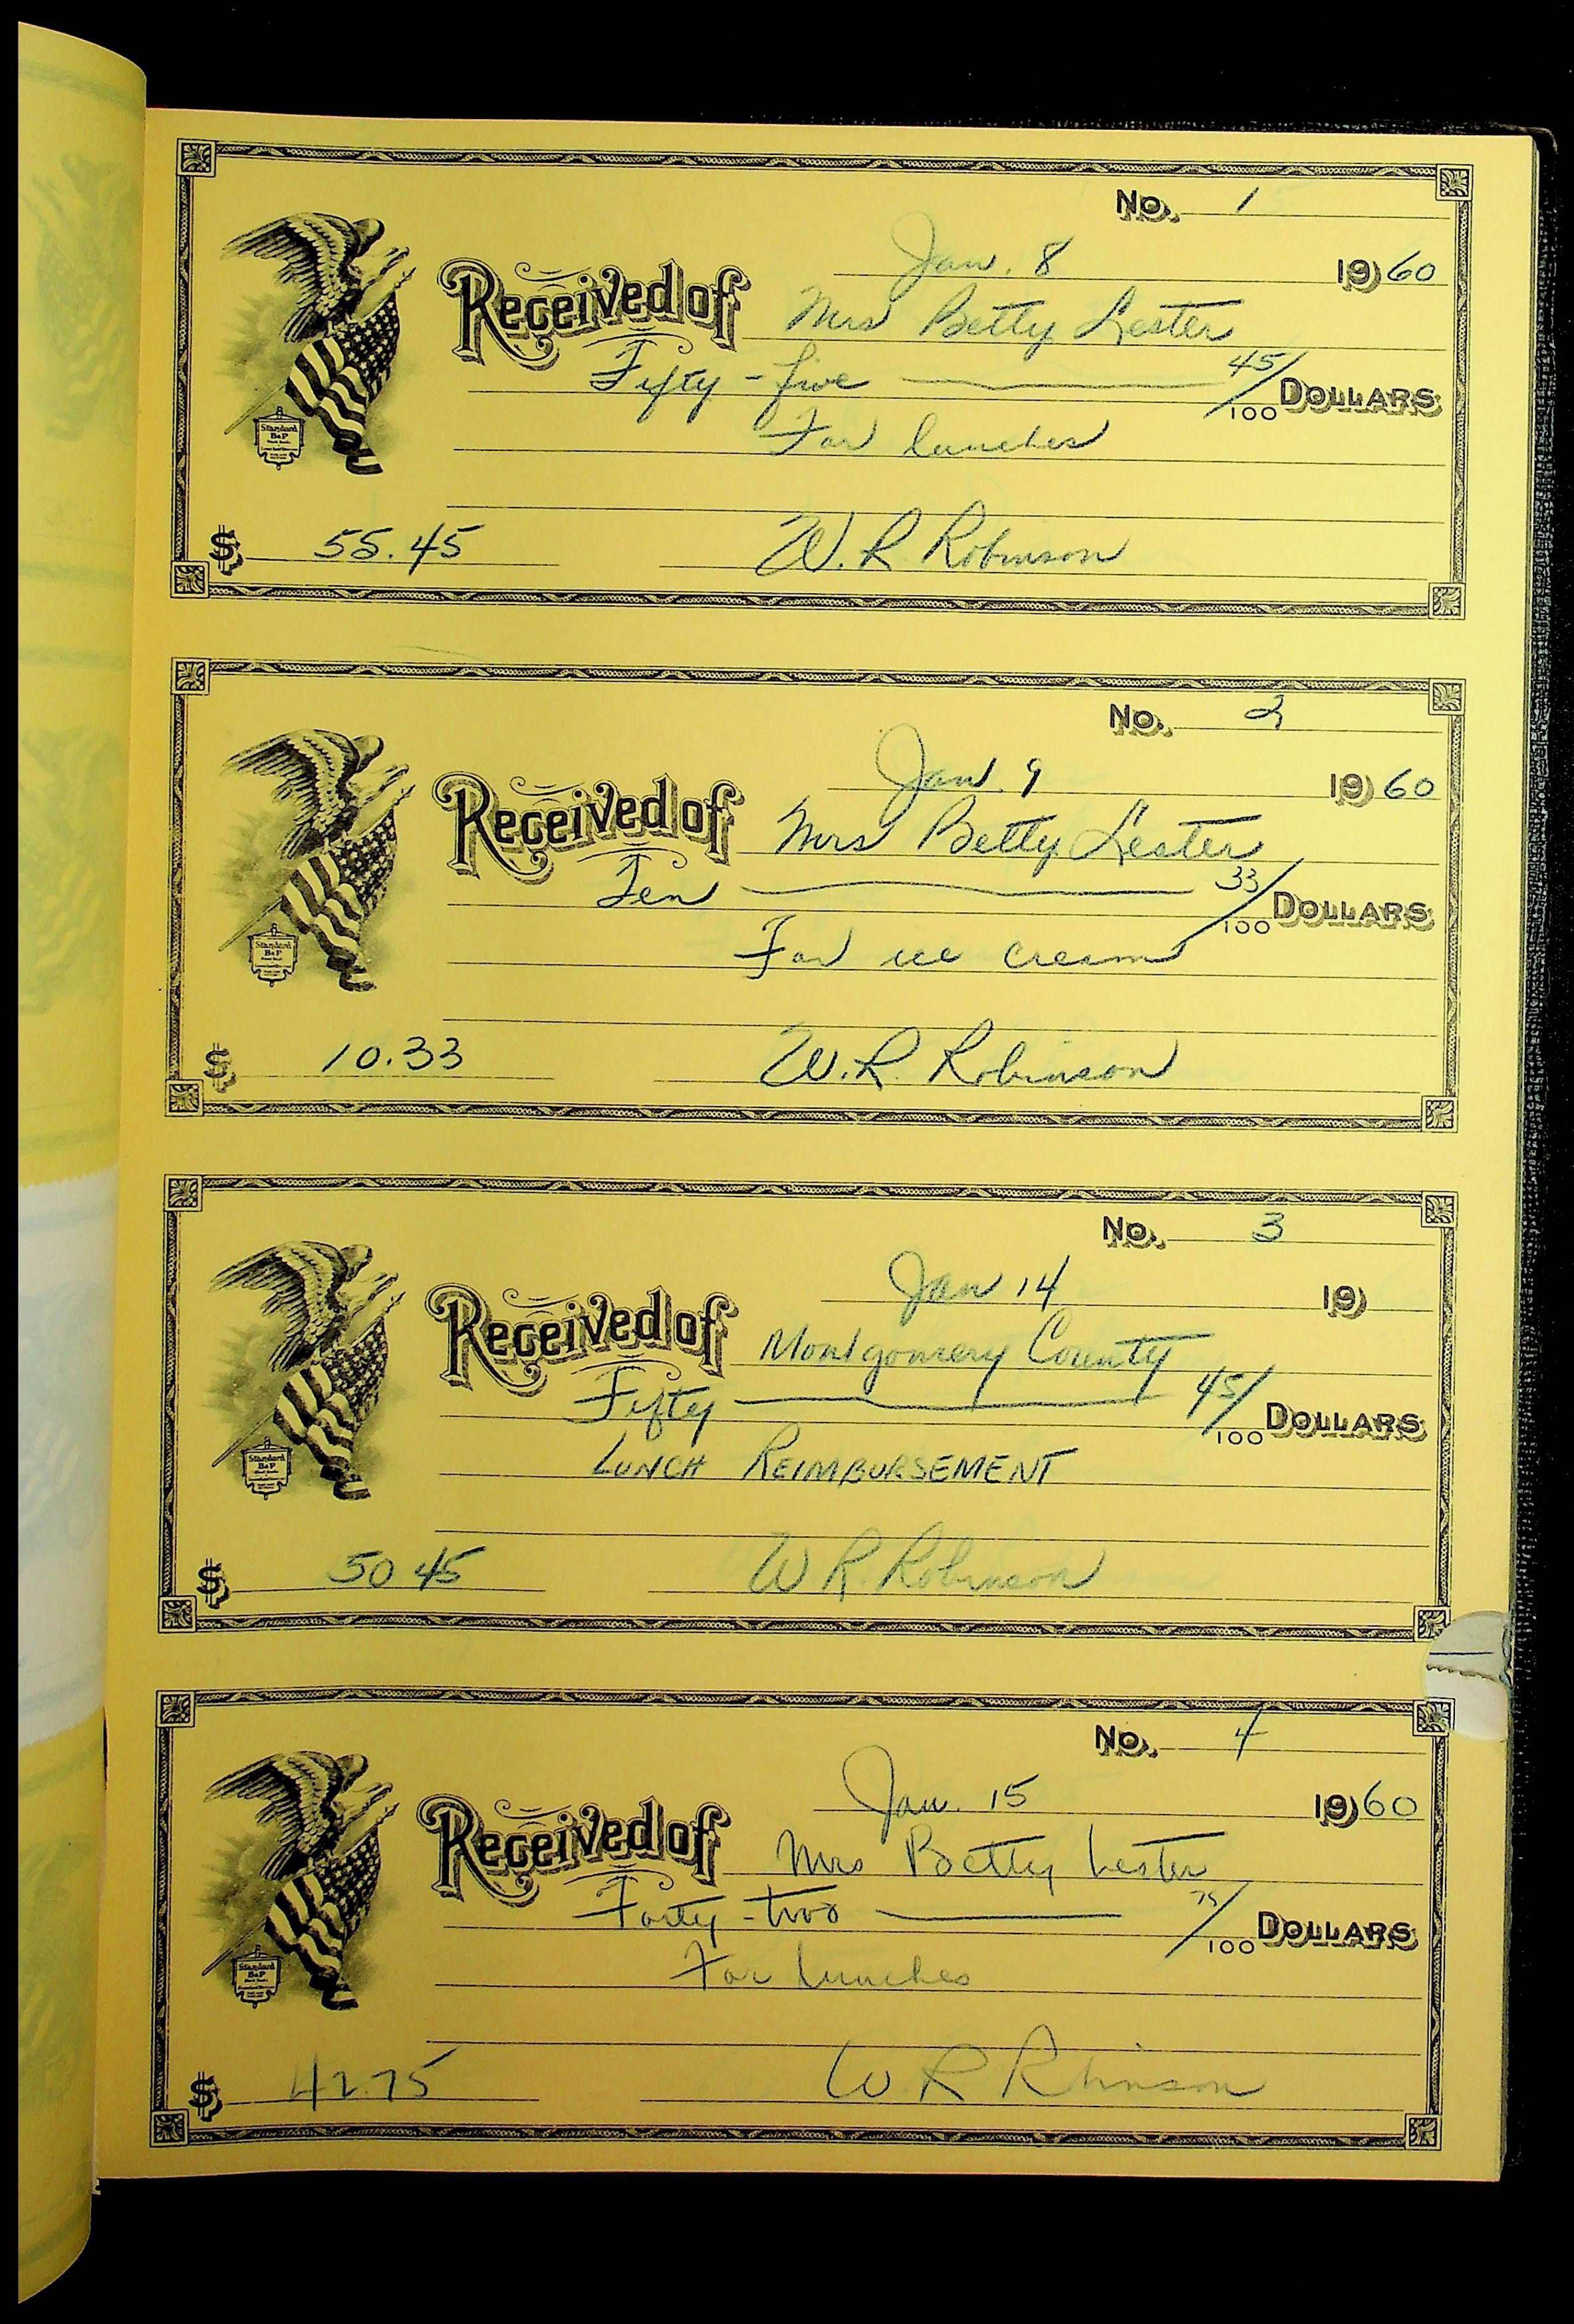 No. 1
Jan. 8 1960
Received of Mrs Betty Lester
Fifty-five 45/100 DOLLARS
For lunches
$ 55.45 W. R. Robinson
Standard
B&P
No. 2
Jan. 9 1960
Received of Mrs Betty Lester
Ten 33/100 DOLLARS
For ice cream
$ 10.33 W. R. Robinson
Standard
B&P
No. 3
Jan 14 19
Received of Montgomery County
Fifty 45/100 DOLLARS
LUNCH REIMBURSEMENT
$ 50 45 W R. Robinson
Standard
B&P
No. 4
Jan. 15 1960
Received of Mrs Betty Lester
Forty-two 75/100 DOLLARS
For lunches
$ 42.75 W R Robinson
Standard
B&P